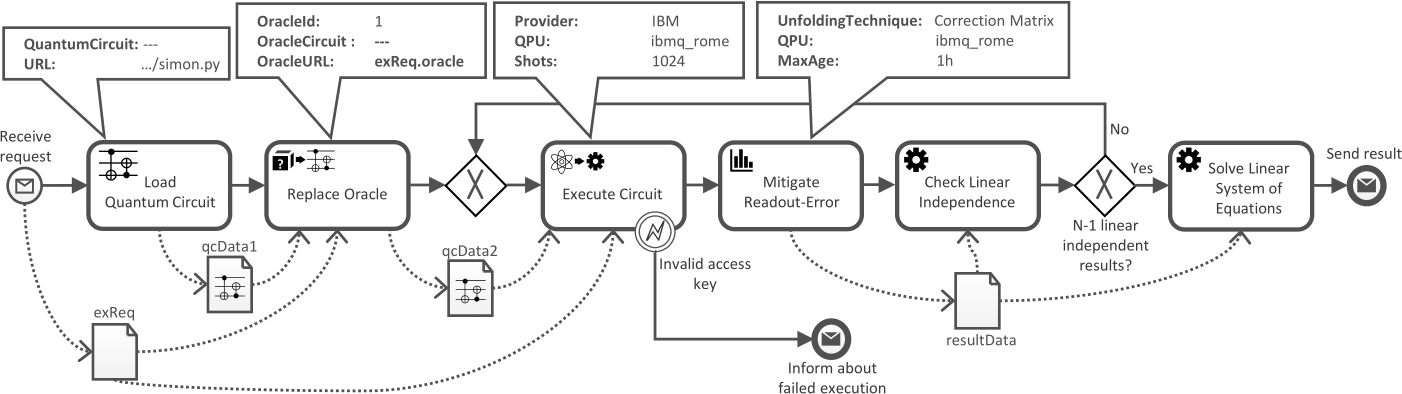 QuantumCircuit: ---
URL: .../simon.py
OracleId: 1
OracleCircuit : ---
OracleURL: exReq.oracle
Provider: IBM
QPU: ibmq_rome
Shots: 1024
UnfoldingTechnique: Correction Matrix
QPU: ibmq_rome
MaxAge: 1h
Receive
request
Load
Quantum Circuit
?
Replace Oracle
X
Execute Circuit
Mitigate
Readout-Error
Check Linear
Independence
X
No
Yes
N-1 linear
independent
results?
Solve Linear
System of
Equations
Send result
qcData1
qcData2
exReq
Invalid access
key
resultData
Inform about
failed execution